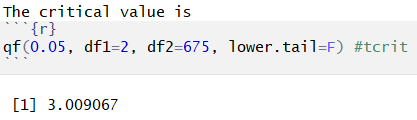 The critical value is
```{r}
qf(0.05, df1=2, df2=675, lower.tail=F) #tcrit
```
[1] 3.009067